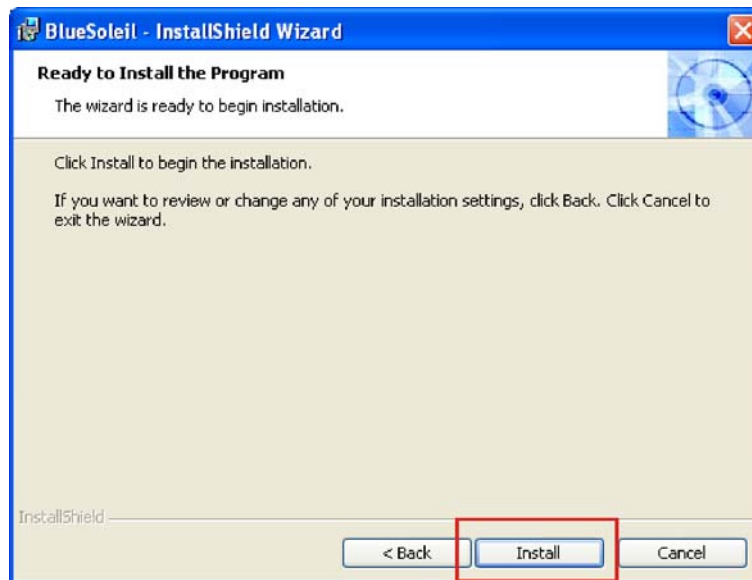 BlueSoleil - InstallShield Wizard
Ready to Install the Program
The wizard is ready to begin installation.
Click Install to begin the installation.
If you want to review or change any of your installation settings, click Back. Click Cancel to
exit the wizard.
InstallShield
< Back Install Cancel